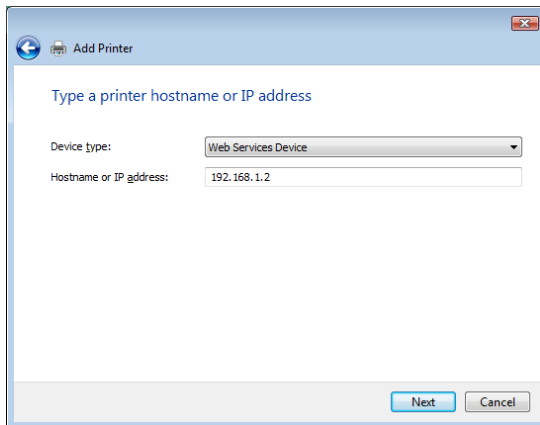 Add Printer
Type a printer hostname or IP address
Device type: Web Services Device
Hostname or IP address: 192.168.1.2
Next Cancel